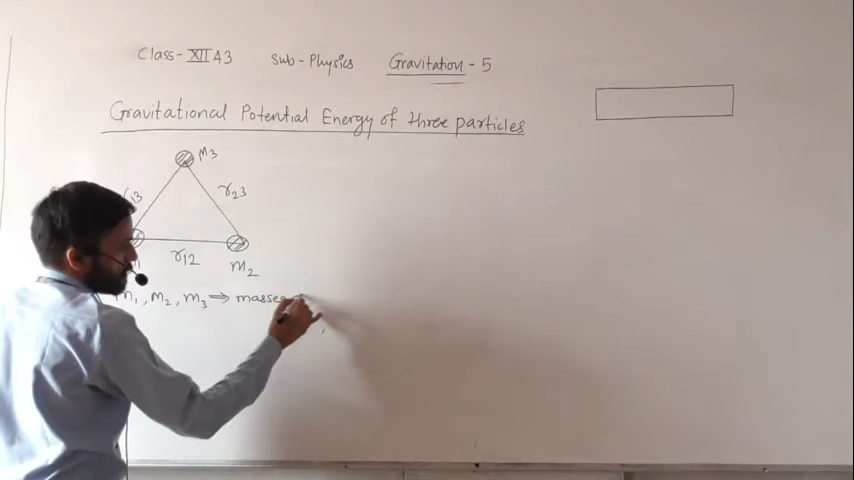 Class - XII A3 Sub - Physics Gravitation - 5
Gravitational Potential Energy of three particles
M3
r13
r23
r12
m2
m1, m2, m3 ⇒ masses